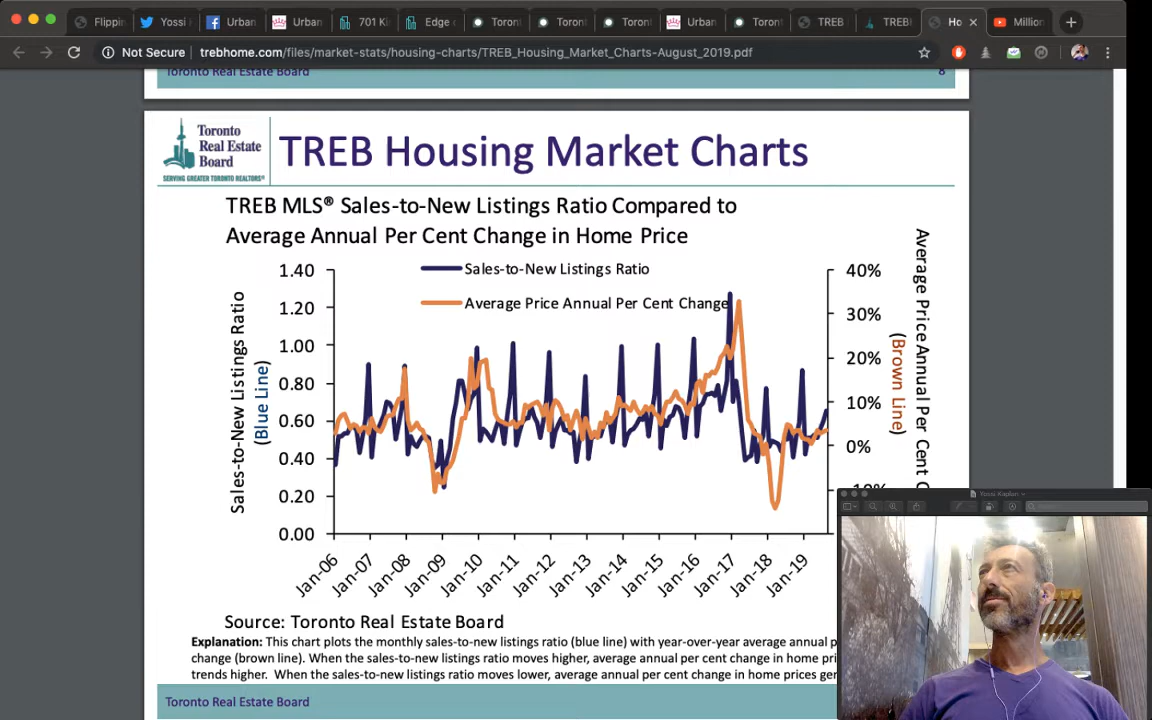 Flippin
Yossi
Urban
Urban
701 Ki
Edge
Toront
Toront
Toront
Urban
Toront
TREB
TREB
Ho
Million
Not Secure
trebhome.com/files/market-stats/housing-charts/TREB_Housing_Market_Charts-August_2019.pdf
Toronto Real Estate Board
8
Toronto
Real Estate
Board
SERVING GREATER TORONTO REALTORS®
TREB Housing Market Charts
TREB MLS® Sales-to-New Listings Ratio Compared to
Average Annual Per Cent Change in Home Price
Sales-to-New Listings Ratio
(Blue Line)
1.40
1.20
1.00
0.80
0.60
0.40
0.20
0.00
Sales-to-New Listings Ratio
Average Price Annual Per Cent Change
40%
30%
20%
10%
0%
-10%
Average Price Annual Per Cent C
(Brown Line)
Jan-06
Jan-07
Jan-08
Jan-09
Jan-10
Jan-11
Jan-12
Jan-13
Jan-14
Jan-15
Jan-16
Jan-17
Jan-18
Jan-19
Source: Toronto Real Estate Board
Explanation: This chart plots the monthly sales-to-new listings ratio (blue line) with year-over-year average annual p
change (brown line). When the sales-to-new listings ratio moves higher, average annual per cent change in home pri
trends higher. When the sales-to-new listings ratio moves lower, average annual per cent change in home prices ger
Toronto Real Estate Board
Yossi Kaplan